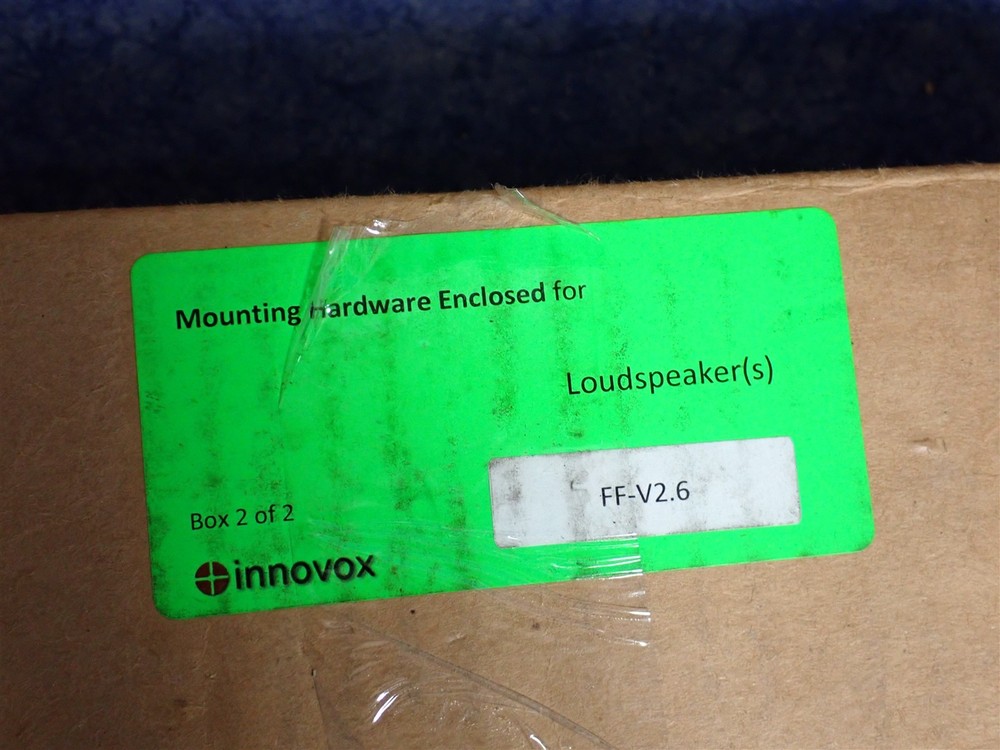 Mounting Hardware Enclosed for
Loudspeaker(s)
FF-V2.6
Box 2 of 2
innovox